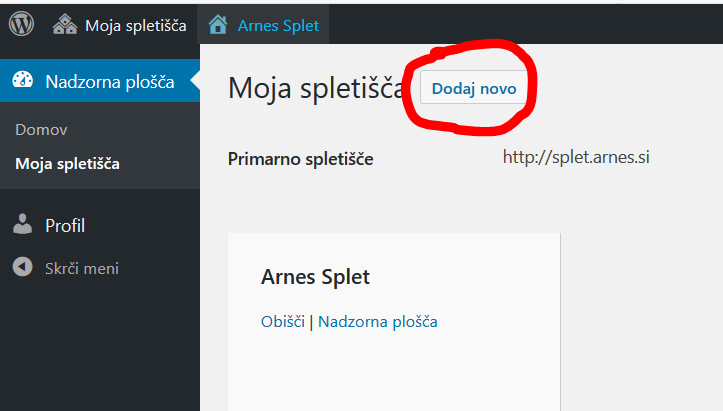 Moja spletišča Arnes Splet
Nadzorna plošča
Domov
Moja spletišča
Profil
Skrči meni
Moja spletišča Dodaj novo
Primarno spletišče http://splet.arnes.si
Arnes Splet
Obišči | Nadzorna plošča